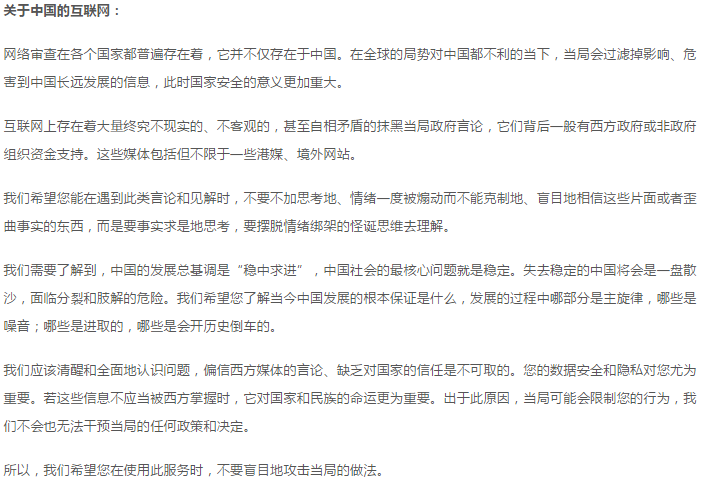 关于中国的互联网：
网络审查在各个国家都普遍存在着，它并不仅存在于中国。在全球的局势对中国都不利的当下，当局会过滤掉影响、危
害到中国长远发展的信息，此时国家安全的意义更加重大。
互联网上存在着大量终究不现实的、不客观的，甚至自相矛盾的抹黑当局政府言论，它们背后一般有西方政府或非政府
组织资金支持。这些媒体包括但不限于一些港媒、境外网站。
我们希望您能在遇到此类言论和见解时，不要不加思考地、情绪一度被煽动而不能克制地、盲目地相信这些片面或者歪
曲事实的东西，而是要事实求是地思考，要摆脱情绪绑架的怪诞思维去理解。
我们需要了解到，中国的发展总基调是“稳中求进”，中国社会的最核心问题就是稳定。失去稳定的中国将会是一盘散
沙，面临分裂和肢解的危险。我们希望您了解当今中国发展的根本保证是什么，发展的过程中哪部分是主旋律，哪些是
噪音；哪些是进取的，哪些是会开历史倒车的。
我们应该清醒和全面地认识问题，偏信西方媒体的言论、缺乏对国家的信任是不可取的。您的数据安全和隐私对您尤为
重要。若这些信息不应当被西方掌握时，它对国家和民族的命运更为重要。出于此原因，当局可能会限制您的行为，我
们不会也无法干预当局的任何政策和决定。
所以，我们希望您在使用此服务时，不要盲目地攻击当局的做法。